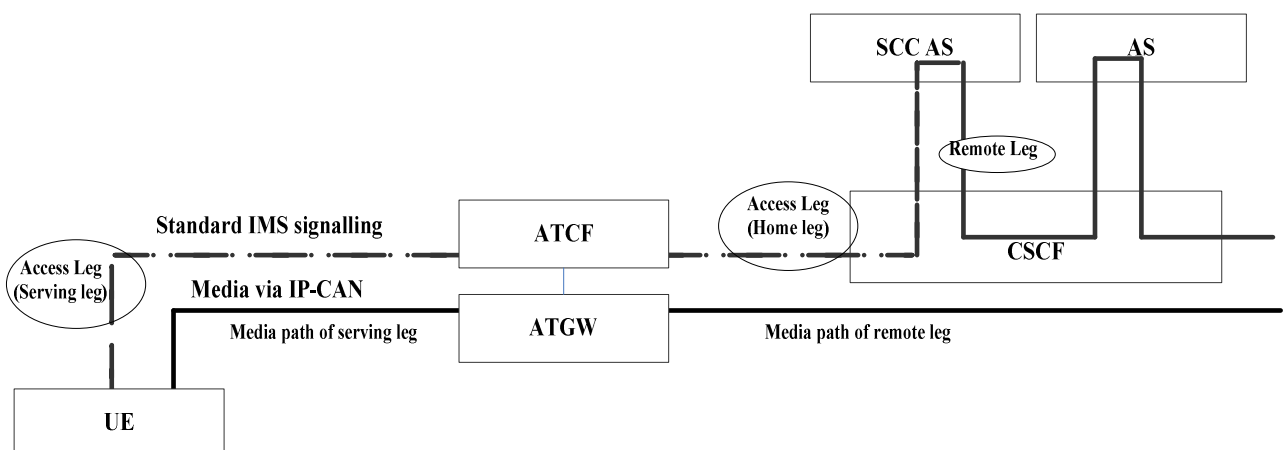 SCC AS
AS
Remote Leg
Access Leg
(Home leg)
Standard IMS signalling
ATCF
CSCF
Access Leg
(Serving leg)
Media via IP-CAN
ATGW
Media path of serving leg
Media path of remote leg
UE